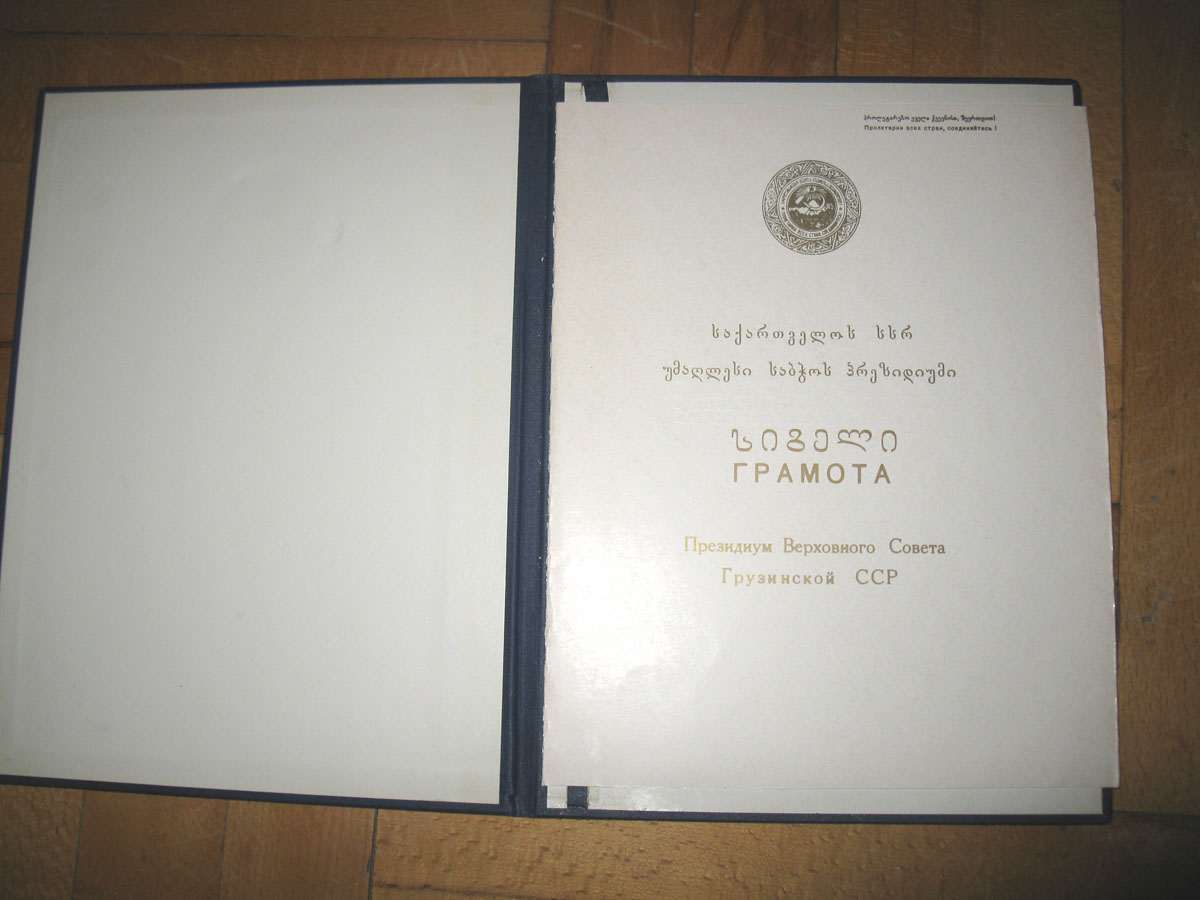 პროლეტარებო ყველა ქვეყნისა, შეერთდით!
Пролетарии всех стран, соединяйтесь!
საქართველოს სსრ
უმაღლესი საბჭოს პრეზიდიუმი
სიგელი
ГРАМОТА
Президиум Верховного Совета
Грузинской ССР